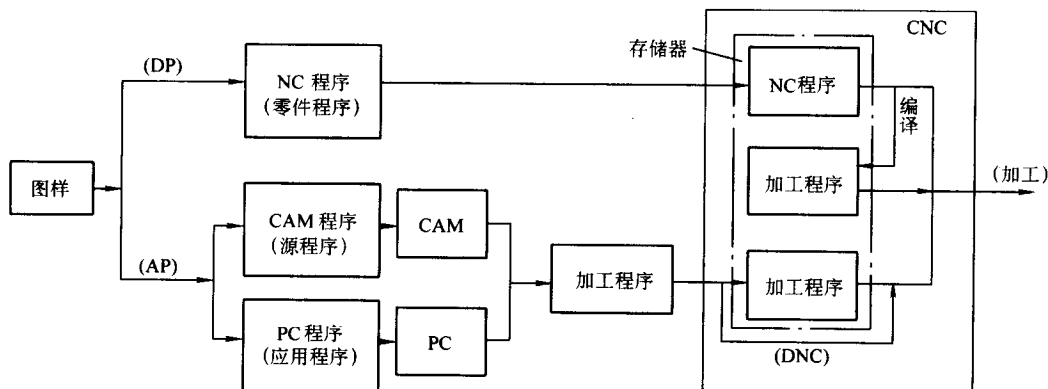 CNC
存储器
(DP)
NC 程序
(零件程序)
NC程序
编译
图样
加工程序
(加工)
CAM 程序
(源程序)
CAM
(AP)
加工程序
加工程序
PC 程序
(应用程序)
PC
(DNC)